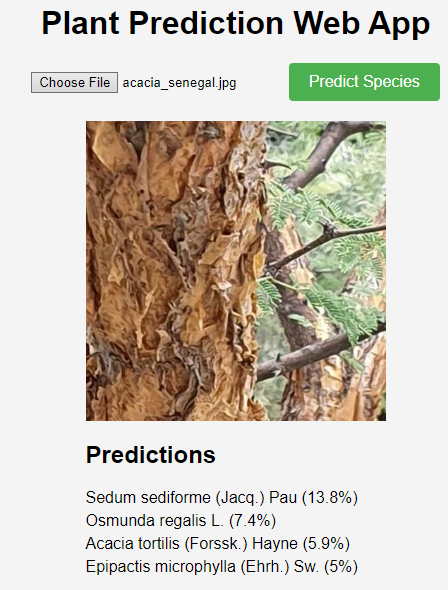 Plant Prediction Web App
Choose File acacia_senegal.jpg Predict Species
Predictions
Sedum sediforme (Jacq.) Pau (13.8%)
Osmunda regalis L. (7.4%)
Acacia tortilis (Forssk.) Hayne (5.9%)
Epipactis microphylla (Ehrh.) Sw. (5%)